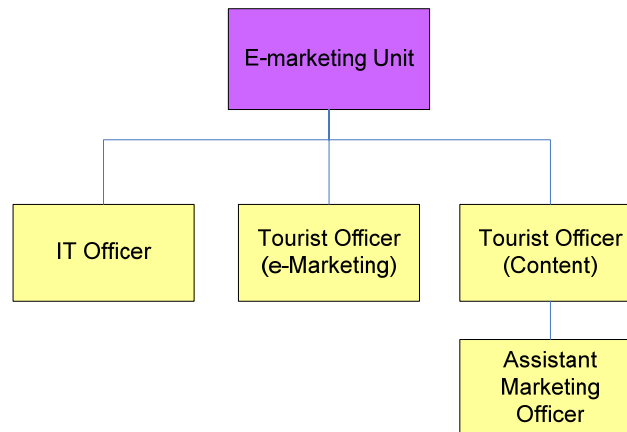 E-marketing Unit
IT Officer
Tourist Officer
(e-Marketing)
Tourist Officer
(Content)
Assistant
Marketing
Officer